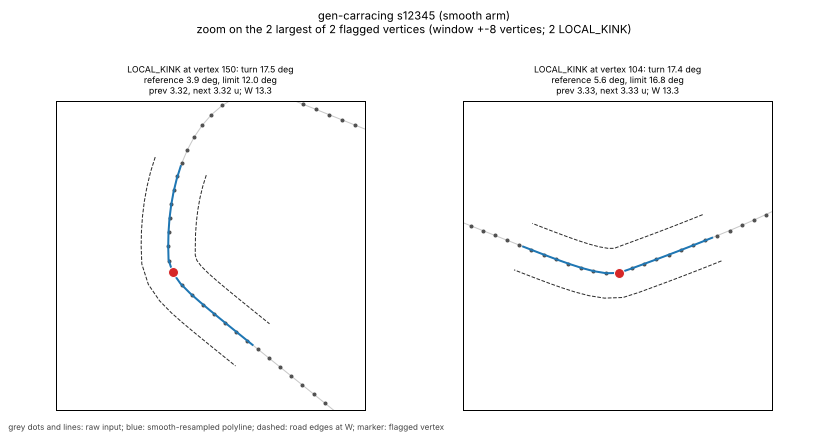 gen-carracing s12345 (smooth arm)
zoom on the 2 largest of 2 flagged vertices (window +-8 vertices; 2 LOCAL_KINK)
LOCAL_KINK at vertex 150: turn 17.5 deg
reference 3.9 deg, limit 12.0 deg
prev 3.32, next 3.32 u; W 13.3
LOCAL_KINK at vertex 104: turn 17.4 deg
reference 5.6 deg, limit 16.8 deg
prev 3.33, next 3.33 u; W 13.3
grey dots and lines: raw input; blue: smooth-resampled polyline; dashed: road edges at W; marker: flagged vertex